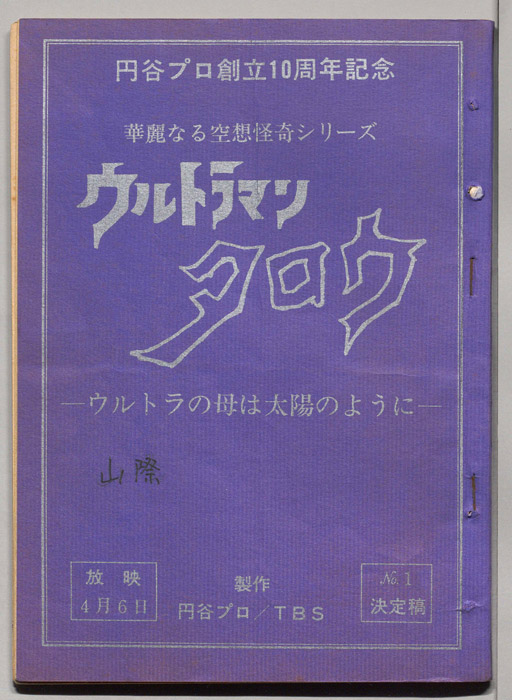 円谷プロ創立10周年記念
華麗なる空想怪奇シリーズ
ウルトラマン
タロウ
―ウルトラの母は太陽のように―
山際
放映
4月6日
製作
円谷プロ/TBS
No.1
決定稿